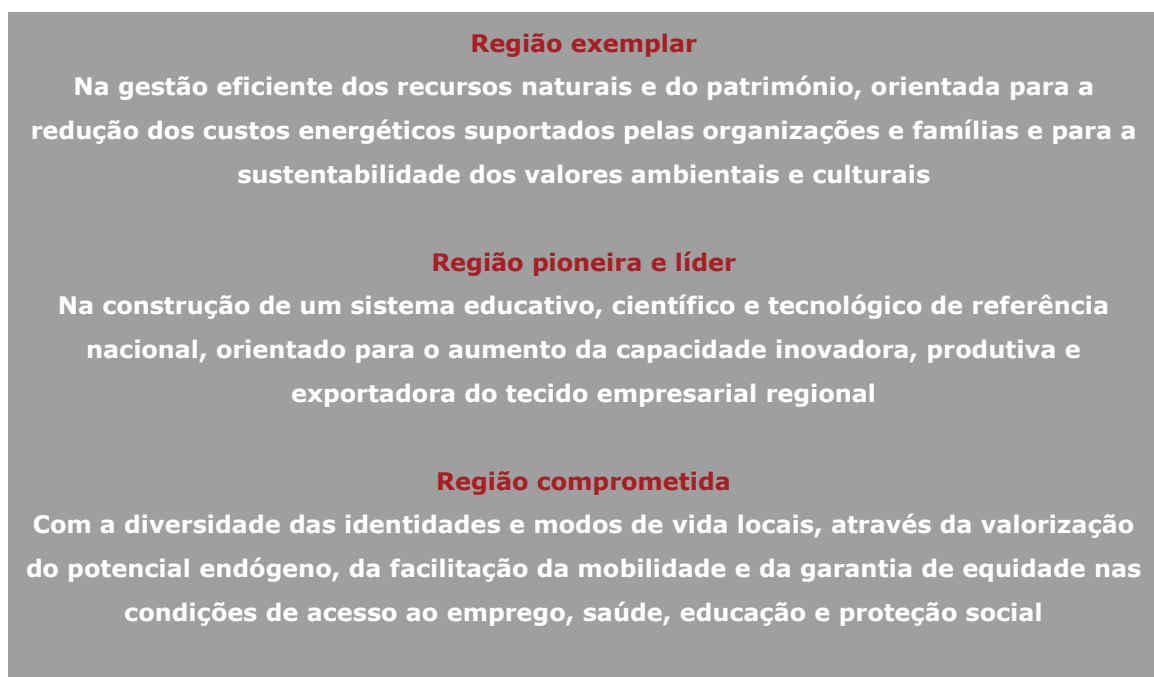 Região exemplar
Na gestão eficiente dos recursos naturais e do património, orientada para a
redução dos custos energéticos suportados pelas organizações e famílias e para a
sustentabilidade dos valores ambientais e culturais
Região pioneira e líder
Na construção de um sistema educativo, científico e tecnológico de referência
nacional, orientado para o aumento da capacidade inovadora, produtiva e
exportadora do tecido empresarial regional
Região comprometida
Com a diversidade das identidades e modos de vida locais, através da valorização
do potencial endógeno, da facilitação da mobilidade e da garantia de equidade nas
condições de acesso ao emprego, saúde, educação e proteção social